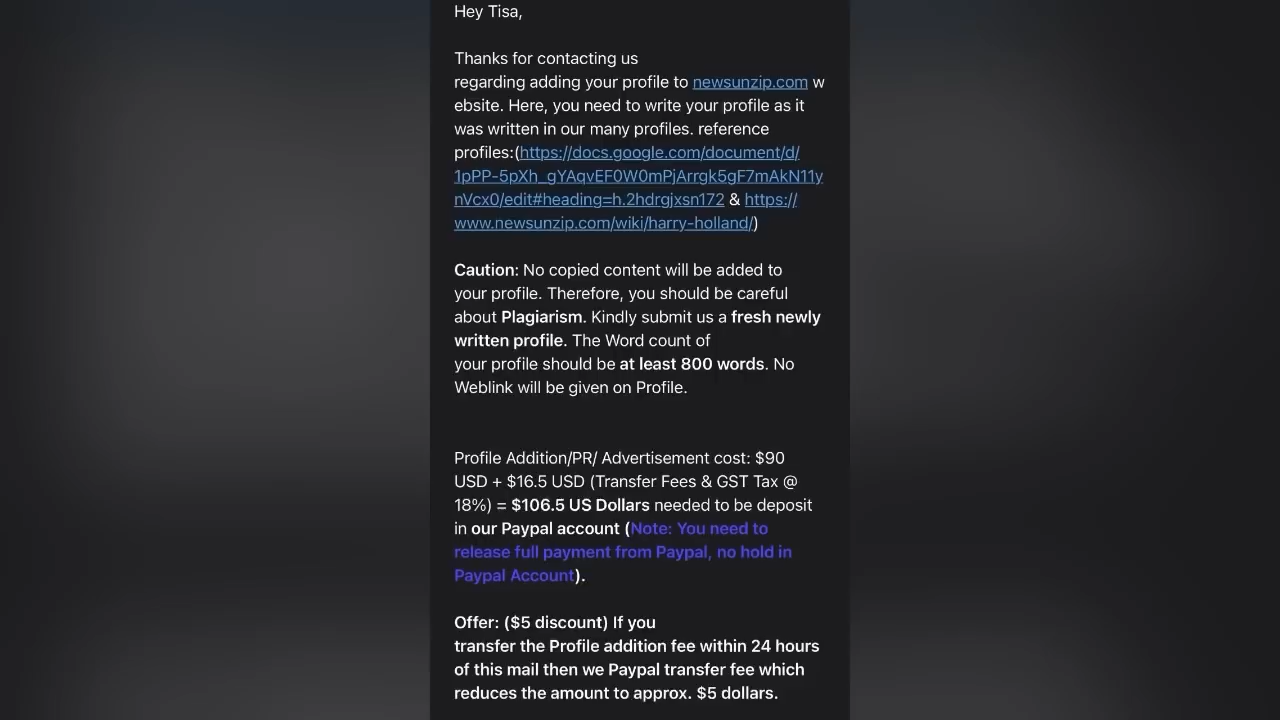 Hey Tisa,
Thanks for contacting us
regarding adding your profile to newsunzip.com w
ebsite. Here, you need to write your profile as it
was written in our many profiles. reference
profiles:(https://docs.google.com/document/d/
1pPP-5pXh_gYAqvEF0W0mPjArrgk5gF7mAkN11y
nVcx0/edit#heading=h.2hdrgjxsn172 & https://
www.newsunzip.com/wiki/harry-holland/)
Caution: No copied content will be added to
your profile. Therefore, you should be careful
about Plagiarism. Kindly submit us a fresh newly
written profile. The Word count of
your profile should be at least 800 words. No
Weblink will be given on Profile.
Profile Addition/PR/ Advertisement cost: $90
USD + $16.5 USD (Transfer Fees & GST Tax @
18%) = $106.5 US Dollars needed to be deposit
in our Paypal account (Note: You need to
release full payment from Paypal, no hold in
Paypal Account).
Offer: ($5 discount) If you
transfer the Profile addition fee within 24 hours
of this mail then we Paypal transfer fee which
reduces the amount to approx. $5 dollars.